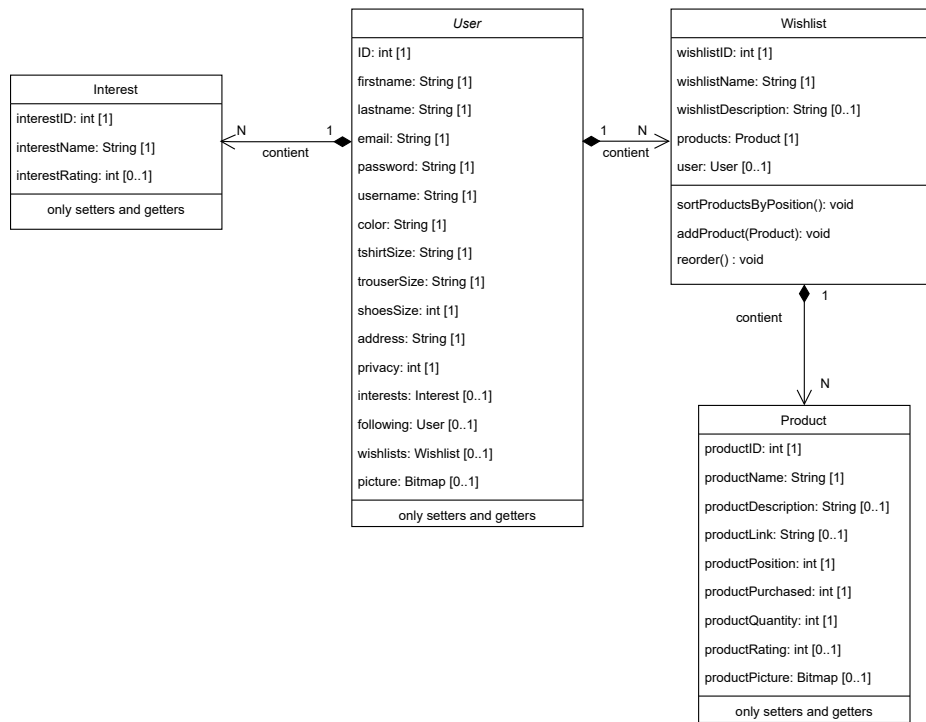 Interest
interestID: int [1]
interestName: String [1]
interestRating: int [0..1]
only setters and getters
N
1
contient
User
ID: int [1]
firstname: String [1]
lastname: String [1]
email: String [1]
password: String [1]
username: String [1]
color: String [1]
tshirtSize: String [1]
trouserSize: String [1]
shoesSize: int [1]
address: String [1]
privacy: int [1]
interests: Interest [0..1]
following: User [0..1]
wishlists: Wishlist [0..1]
picture: Bitmap [0..1]
only setters and getters
1
N
contient
Wishlist
wishlistID: int [1]
wishlistName: String [1]
wishlistDescription: String [0..1]
products: Product [1]
user: User [0..1]
sortProductsByPosition(): void
addProduct(Product): void
reorder() : void
1
contient
N
Product
productID: int [1]
productName: String [1]
productDescription: String [0..1]
productLink: String [0..1]
productPosition: int [1]
productPurchased: int [1]
productQuantity: int [1]
productRating: int [0..1]
productPicture: Bitmap [0..1]
only setters and getters